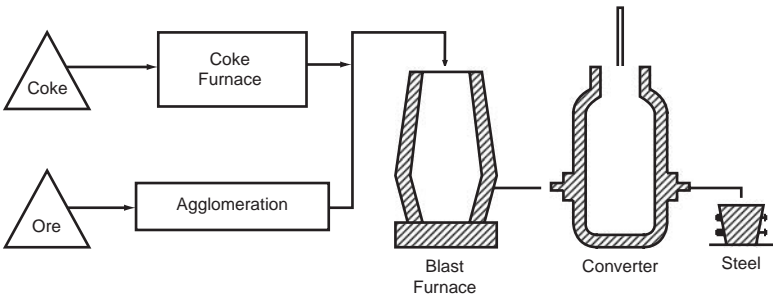 Coke
Coke
Furnace
Ore
Agglomeration
Blast
Furnace
Converter
Steel